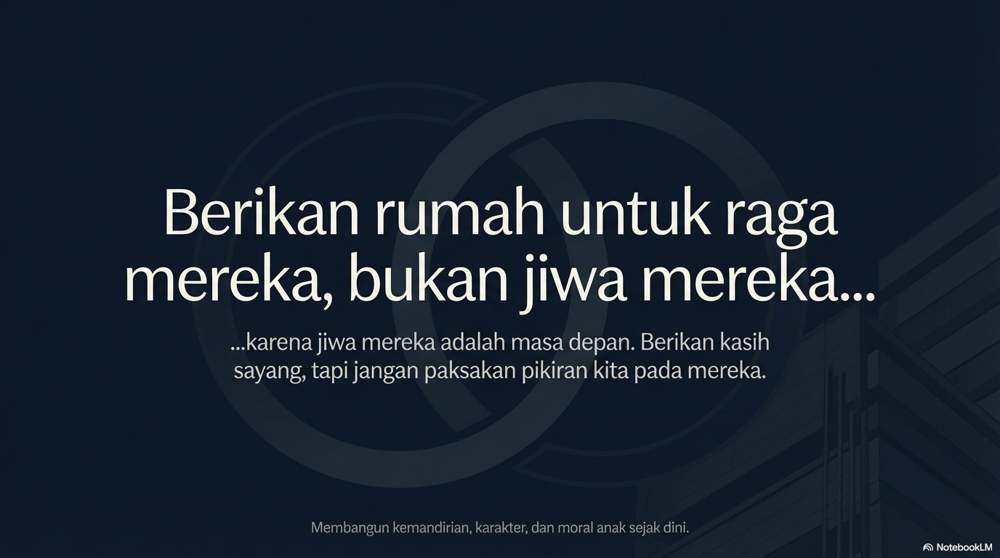 Berikan rumah untuk raga
mereka, bukan jiwa mereka...
...karena jiwa mereka adalah masa depan. Berikan kasih
sayang, tapi jangan paksakan pikiran kita pada mereka.
Membangun kemandirian, karakter, dan moral anak sejak dini.
NotebookLM